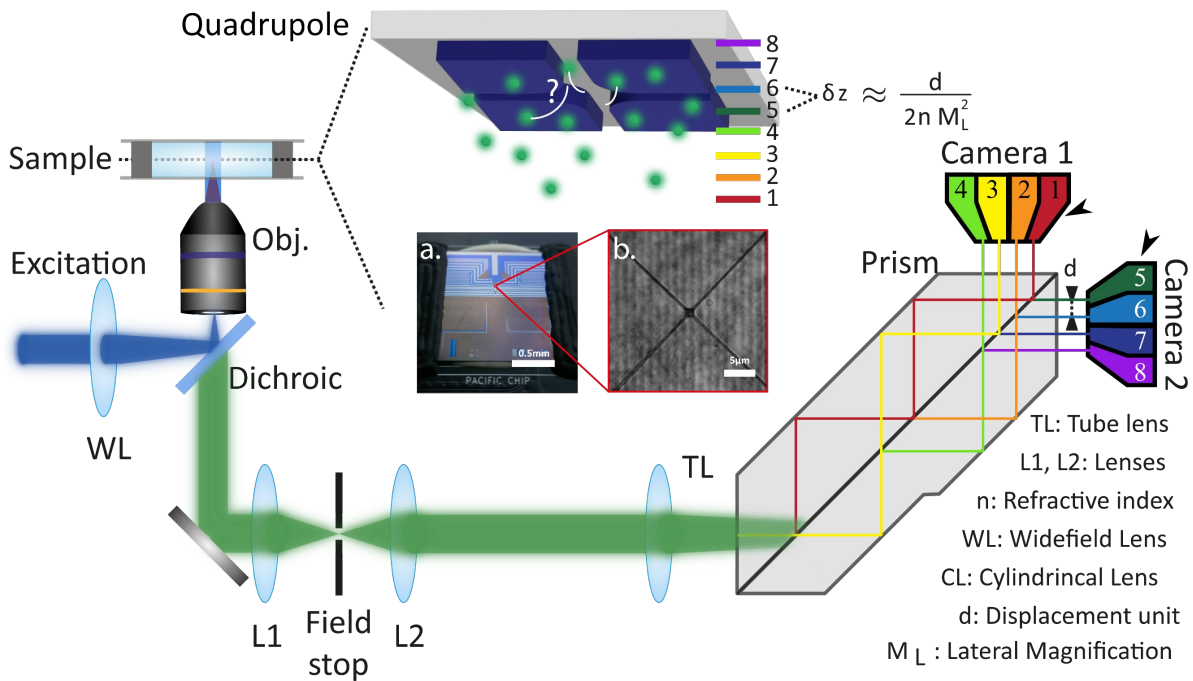 Quadrupole
8
7
6
5
4
3
2
1
?
δz ≈ d / 2n M_L^2
Sample
Obj.
Excitation
WL
Dichroic
a.
0.5mm
PACIFIC CHIP
b.
5µm
Camera 1
4 3 2 1
Prism
d
5
6
7
8
Camera 2
TL
L1
Field
stop
L2
TL: Tube lens
L1, L2: Lenses
n: Refractive index
WL: Widefield Lens
CL: Cylindrincal Lens
d: Displacement unit
M_L : Lateral Magnification